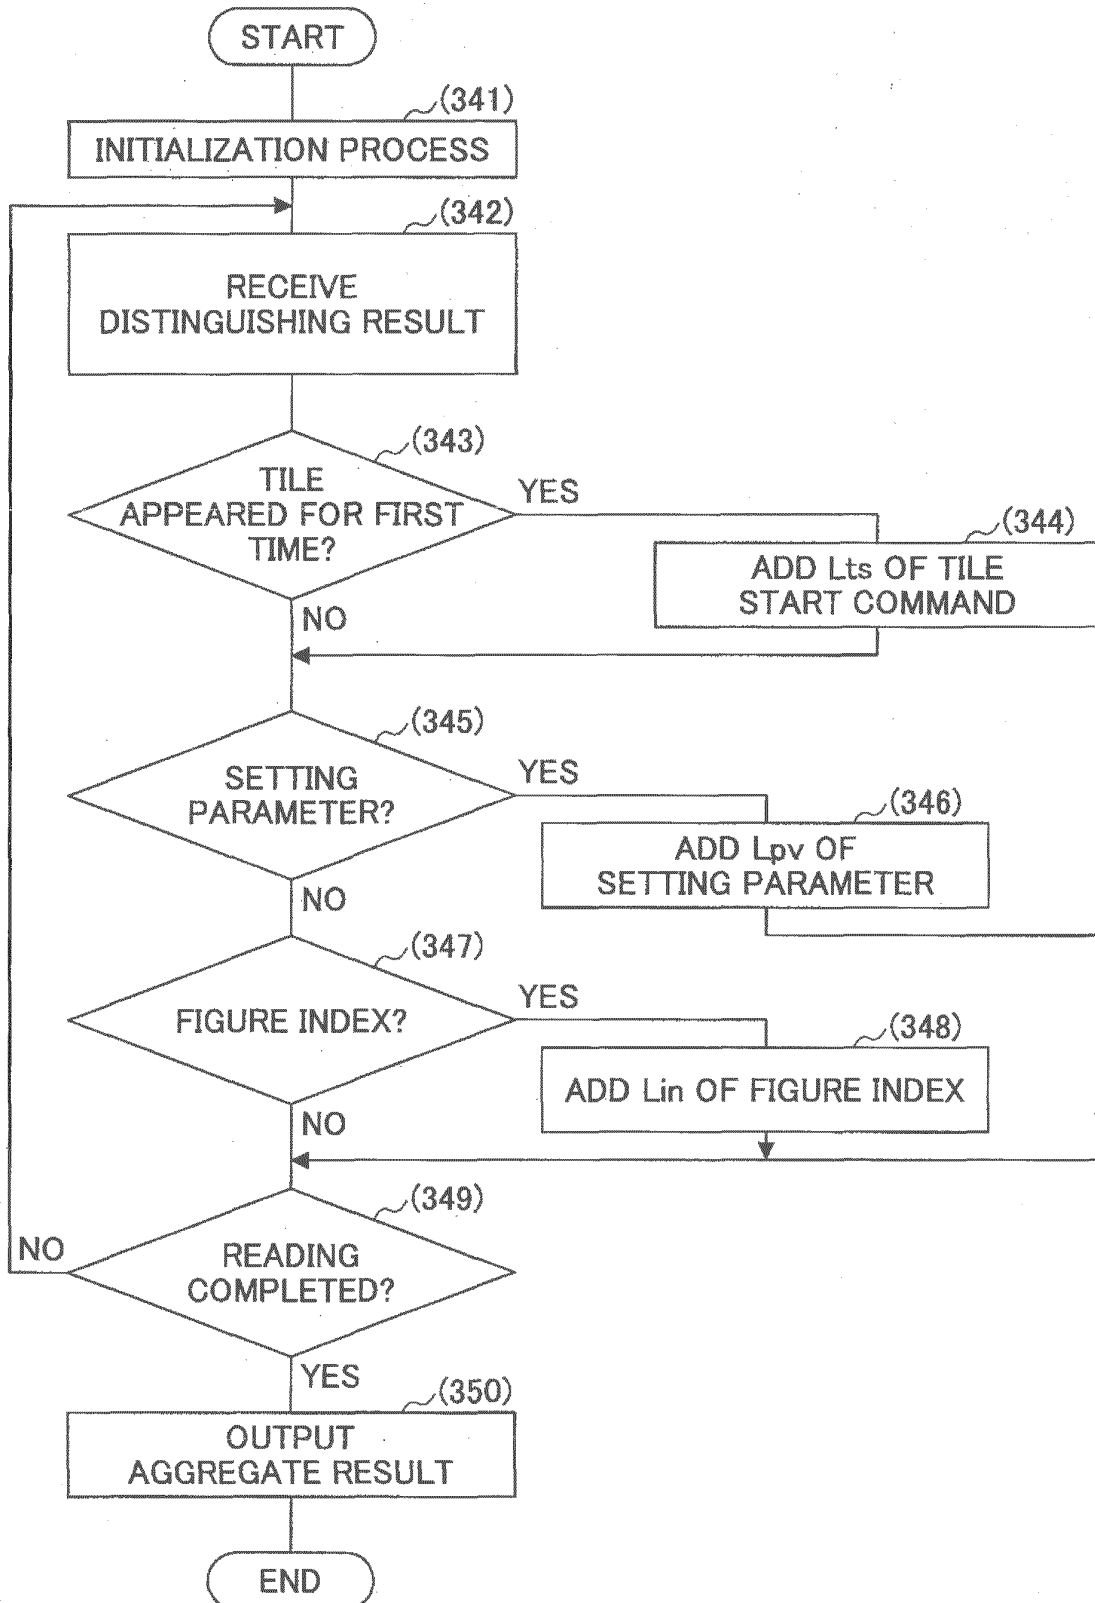 START
(341)
INITIALIZATION PROCESS
(342)
RECEIVE
DISTINGUISHING RESULT
(343)
TILE
APPEARED FOR FIRST
TIME?
YES
NO
(344)
ADD Lts OF TILE
START COMMAND
(345)
SETTING
PARAMETER?
YES
NO
(346)
ADD Lpv OF
SETTING PARAMETER
(347)
FIGURE INDEX?
YES
NO
(348)
ADD Lin OF FIGURE INDEX
(349)
READING
COMPLETED?
NO
YES
(350)
OUTPUT
AGGREGATE RESULT
END